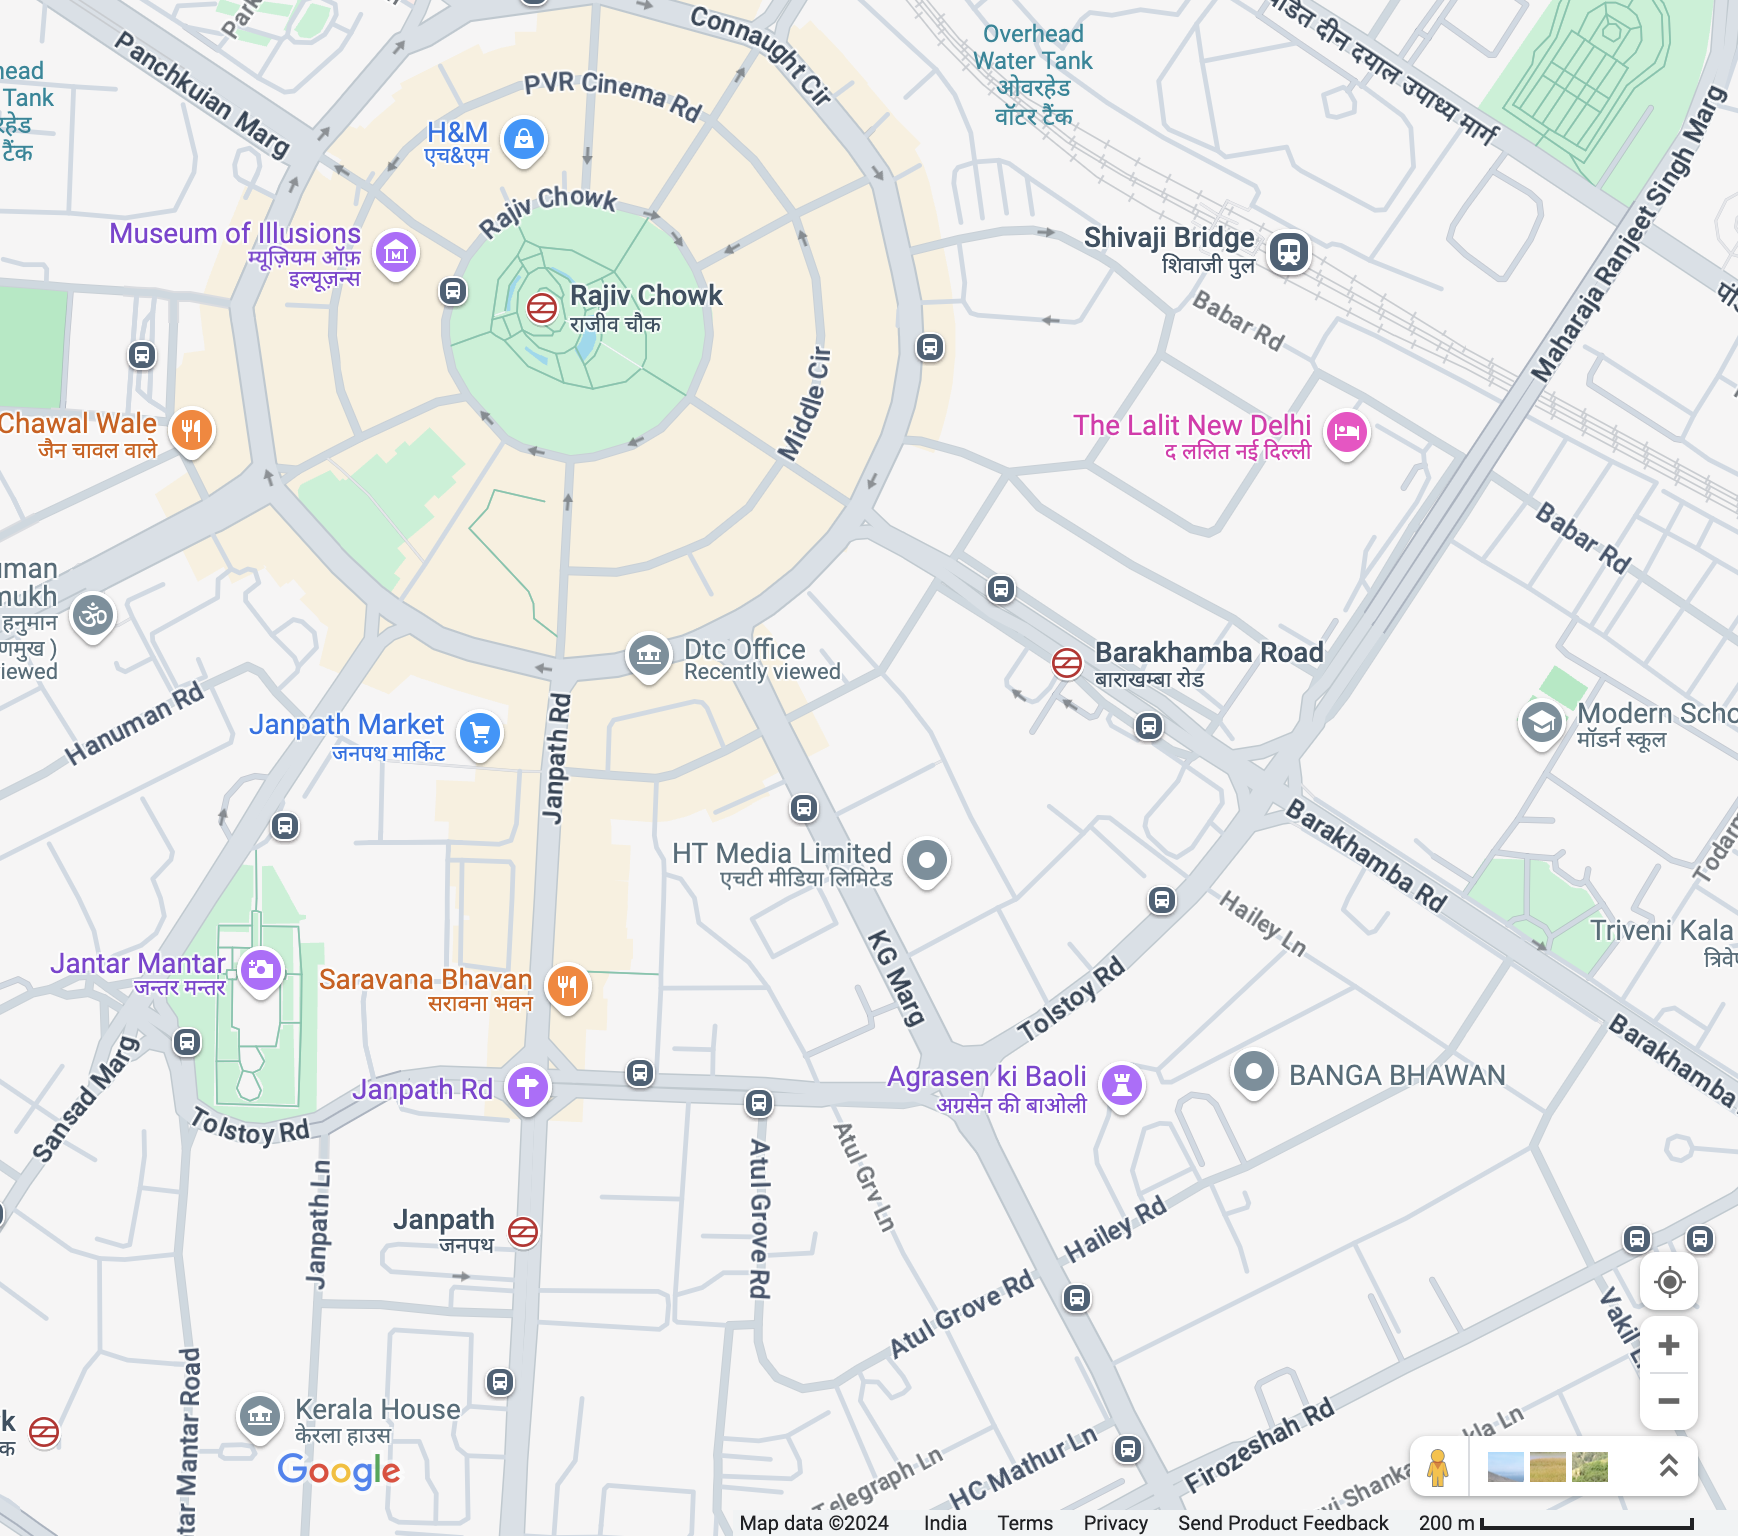 Park
Connaught Cir
Panchkuian Marg
PVR Cinema Rd
Overhead
Water Tank
ओवरहेड
वॉटर टैंक
दीन दयाल उपाध्य मार्ग
Tank
टैंक
H&M
एच&एम
Maharaja Ranjeet Singh Marg
Rajiv Chowk
Museum of Illusions
म्यूज़ियम ऑफ़
इल्यूज़न्स
Shivaji Bridge
शिवाजी पुल
Rajiv Chowk
राजीव चौक
Babar Rd
Middle Cir
Chawal Wale
जैन चावल वाले
The Lalit New Delhi
द ललित नई दिल्ली
Babar Rd
हनुमान
Barakhamba Road
बाराखम्बा रोड
Dtc Office
Recently viewed
Hanuman Rd
Janpath Market
जनपथ मार्किट
Janpath Rd
Modern Scho
मॉडर्न स्कूल
HT Media Limited
एचटी मीडिया लिमिटेड
Barakhamba Rd
Hailey Ln
Triveni Kala
KG Marg
Jantar Mantar
जन्तर मन्तर
Saravana Bhavan
सरावना भवन
Tolstoy Rd
Barakhamba
Sansad Marg
Janpath Rd
Agrasen ki Baoli
अग्रसेन की बाओली
BANGA BHAWAN
Tolstoy Rd
Atul Grv Ln
Atul Grove Rd
Janpath Ln
Janpath
जनपथ
Hailey Rd
Atul Grove Rd
Vakil L
Kerala House
केरला हाउस
tar Mantar Road
Google
Telegraph Ln
HC Mathur Ln
Firozeshah Rd
kla Ln
vi Shanka
Map data ©2024 India Terms Privacy Send Product Feedback 200 m